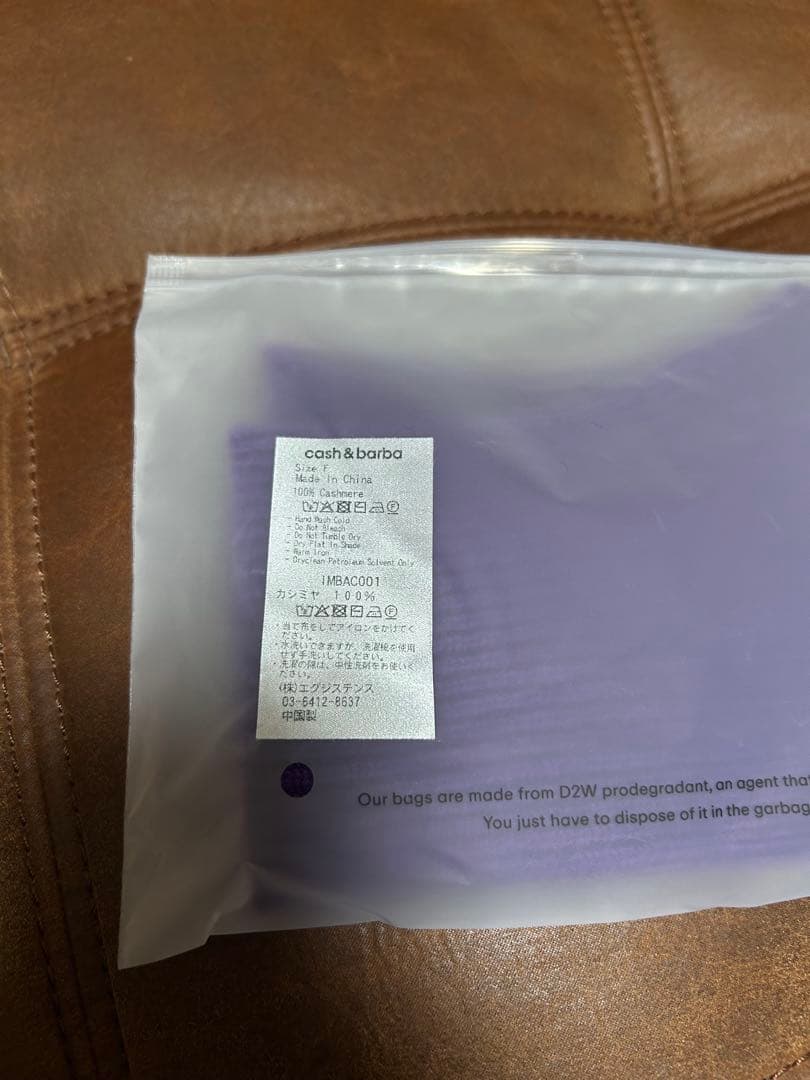 cash&barba
Size F
Made In China
100% Cashmere
- Hand Wash Cold
- Do Not Bleach
- Do Not Tumble Dry
- Dry Flat In Shade
- Warm Iron
- Dryclean Petroleum Solvent Only
IMBAC001
カシミヤ 100%
・当て布をしてアイロンをかけてく
ださい。
・水洗いできますが、洗濯機を使用
せず手洗いしてください。
・洗濯の際は、中性洗剤をお使いく
ださい。
(株)エグジステンス
03-6412-8637
中国製
Our bags are made from D2W prodegradant, an agent that
You just have to dispose of it in the garbag